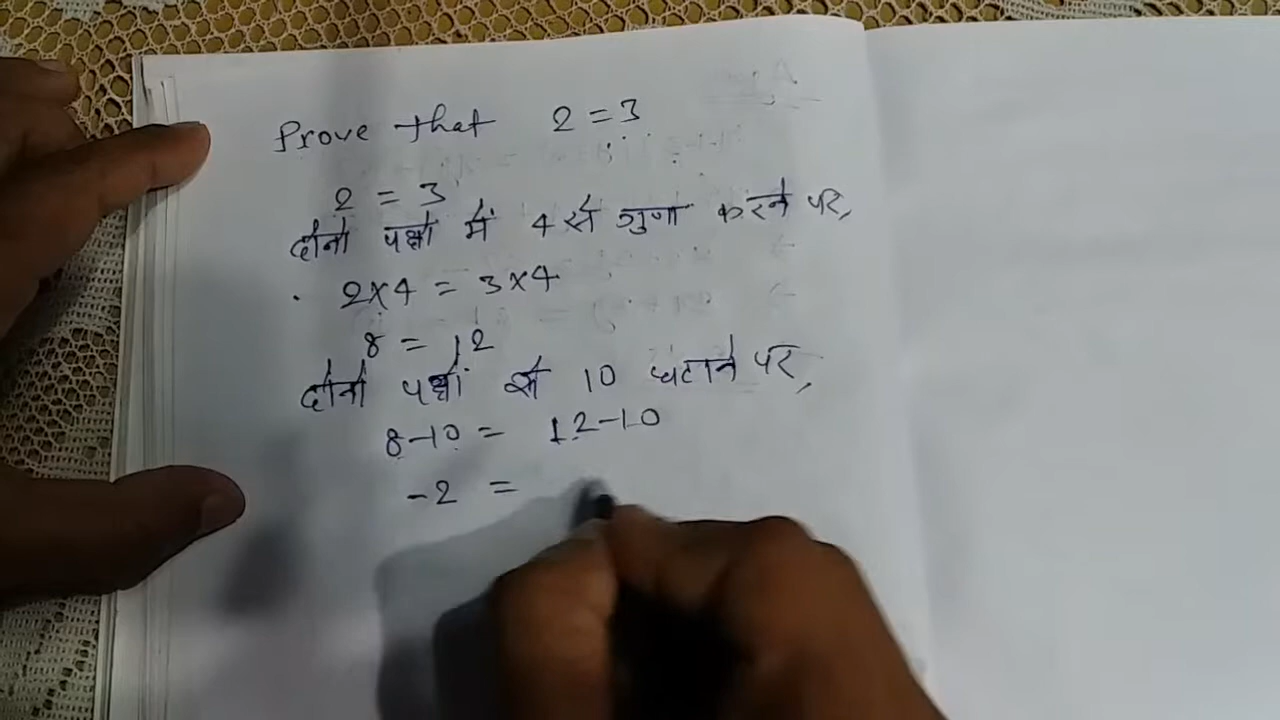 Prove that 2 = 3
2 = 3
दोनो पक्षो में 4 से गुणा करने पर,
2×4 = 3×4
8 = 12
दोनो पक्षों से 10 घटाने पर,
8-10 = 12-10
-2 =